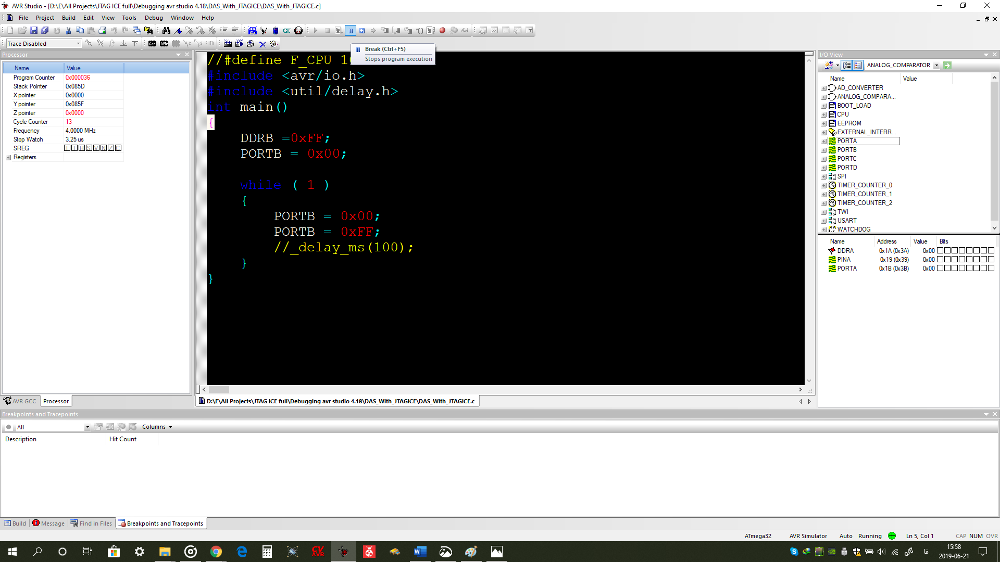 AVR Studio - [D:\E\All Projects\JTAG ICE full\Debugging avr studio 4.18\DAS_With_JTAGICE\DAS_With_JTAGICE.c]
File Project Build Edit View Tools Debug Window Help
Trace Disabled
Con AVR AUTO
Processor
Name Value
Program Counter 0x000036
Stack Pointer 0x085D
X pointer 0x0000
Y pointer 0x085F
Z pointer 0x0000
Cycle Counter 13
Frequency 4.0000 MHz
Stop Watch 3.25 us
SREG I T H S V N Z C
Registers
AVR GCC Processor
Break (Ctrl+F5)
Stops program execution
//#define F_CPU
#include <avr/io.h>
#include <util/delay.h>
int main()
{
DDRB =0xFF;
PORTB = 0x00;
while ( 1 )
{
PORTB = 0x00;
PORTB = 0xFF;
//_delay_ms(100);
}
}
D:\E\All Projects\JTAG ICE full\Debugging avr studio 4.18\DAS_With_JTAGICE\DAS_With_JTAGICE.c
I/O View
ANALOG_COMPARATOR
Name Value
AD_CONVERTER
ANALOG_COMPARA...
BOOT_LOAD
CPU
EEPROM
EXTERNAL_INTERR...
PORTA
PORTB
PORTC
PORTD
SPI
TIMER_COUNTER_0
TIMER_COUNTER_1
TIMER_COUNTER_2
TWI
USART
WATCHDOG
Name Address Value Bits
DDRA 0x1A (0x3A) 0x00
PINA 0x19 (0x39) 0x00
PORTA 0x1B (0x3B) 0x00
Breakpoints and Tracepoints
All Columns
Description Hit Count
Build Message Find in Files Breakpoints and Tracepoints
ATmega32 AVR Simulator Auto Running Ln 5, Col 1 CAP NUM OVR
CV AVR
فا
15:58
2019-06-21